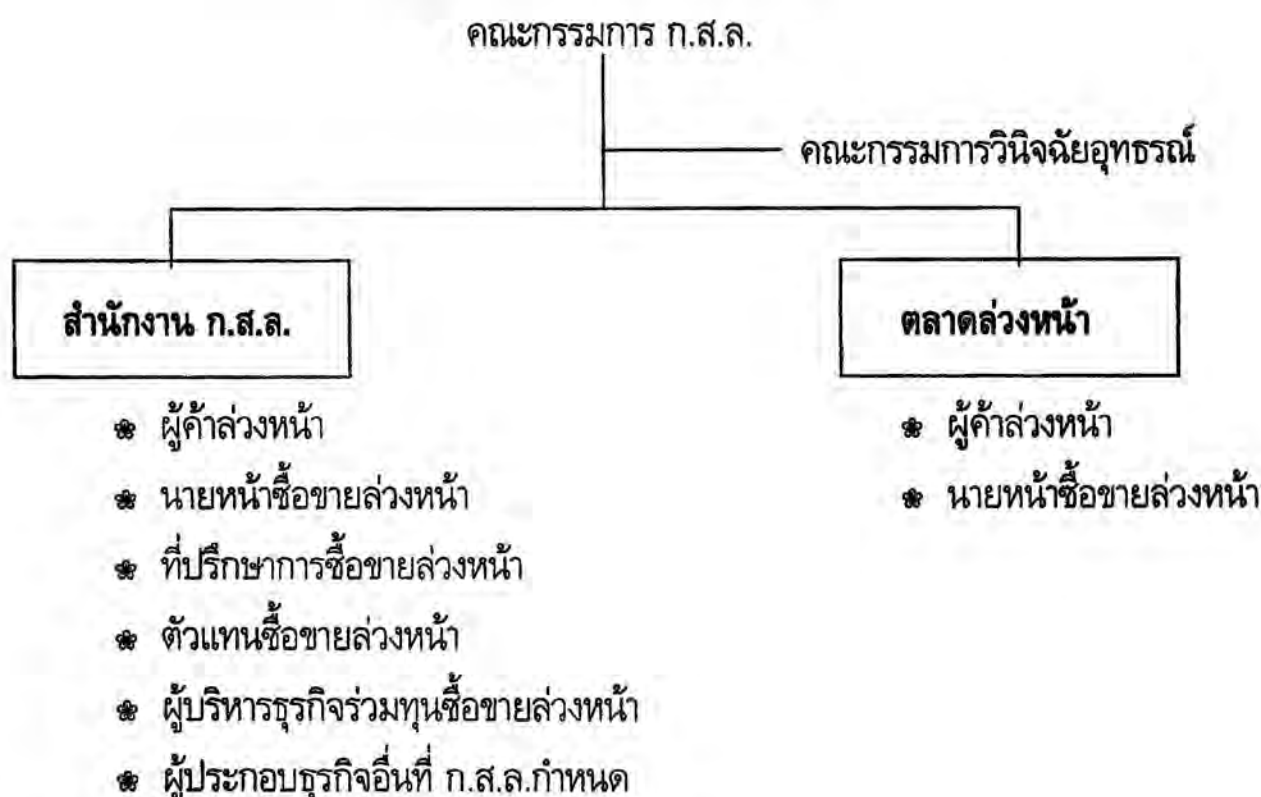 คณะกรรมการ ก.ส.ล.
คณะกรรมการวินิจฉัยอุทธรณ์
สำนักงาน ก.ส.ล.
❀ ผู้ค้าล่วงหน้า
❀ นายหน้าซื้อขายล่วงหน้า
❀ ที่ปรึกษาการซื้อขายล่วงหน้า
❀ ตัวแทนซื้อขายล่วงหน้า
❀ ผู้บริหารธุรกิจร่วมทุนซื้อขายล่วงหน้า
❀ ผู้ประกอบธุรกิจอื่นที่ ก.ส.ล.กำหนด
ตลาดล่วงหน้า
❀ ผู้ค้าล่วงหน้า
❀ นายหน้าซื้อขายล่วงหน้า